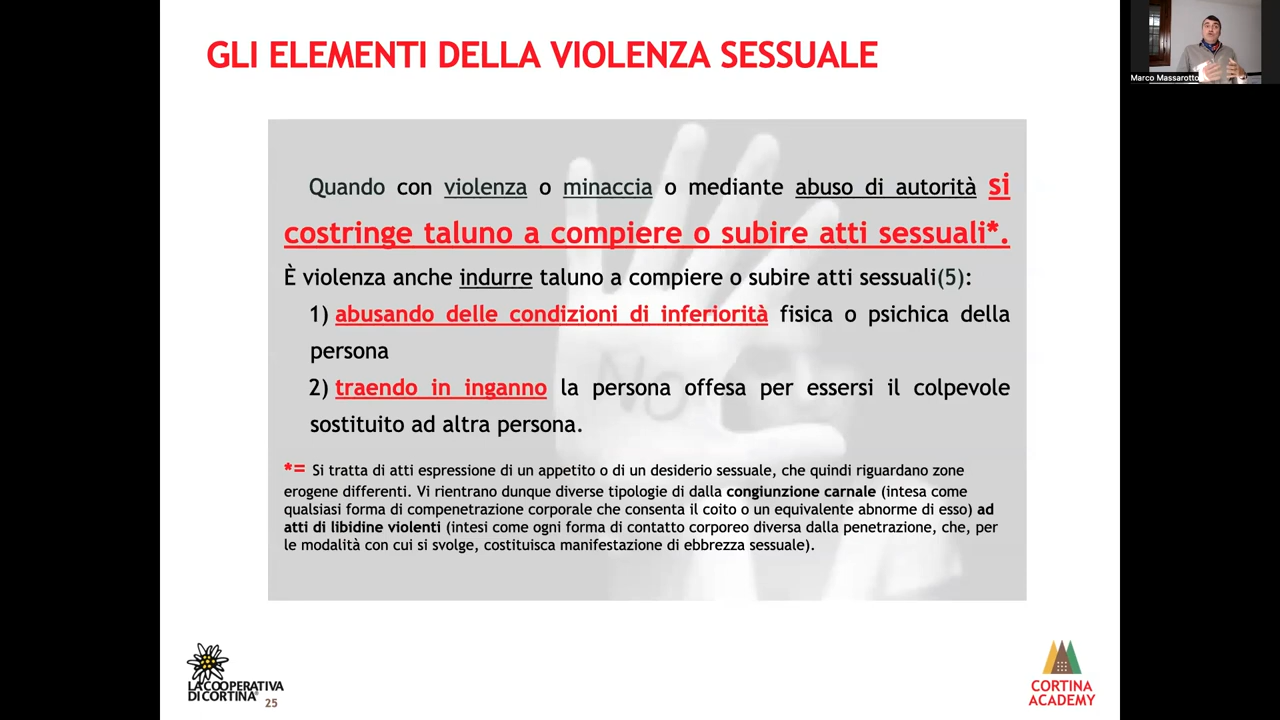 GLI ELEMENTI DELLA VIOLENZA SESSUALE
Marco Massarotto
Quando con violenza o minaccia o mediante abuso di autorità si
costringe taluno a compiere o subire atti sessuali*.
È violenza anche indurre taluno a compiere o subire atti sessuali(5):
1) abusando delle condizioni di inferiorità fisica o psichica della
persona
2) traendo in inganno la persona offesa per essersi il colpevole
sostituito ad altra persona.
*= Si tratta di atti espressione di un appetito o di un desiderio sessuale, che quindi riguardano zone
erogene differenti. Vi rientrano dunque diverse tipologie di dalla congiunzione carnale (intesa come
qualsiasi forma di compenetrazione corporale che consenta il coito o un equivalente abnorme di esso) ad
atti di libidine violenti (intesi come ogni forma di contatto corporeo diversa dalla penetrazione, che, per
le modalità con cui si svolge, costituisca manifestazione di ebbrezza sessuale).
No
LA COOPERATIVA
DI CORTINA®
25
CORTINA
ACADEMY